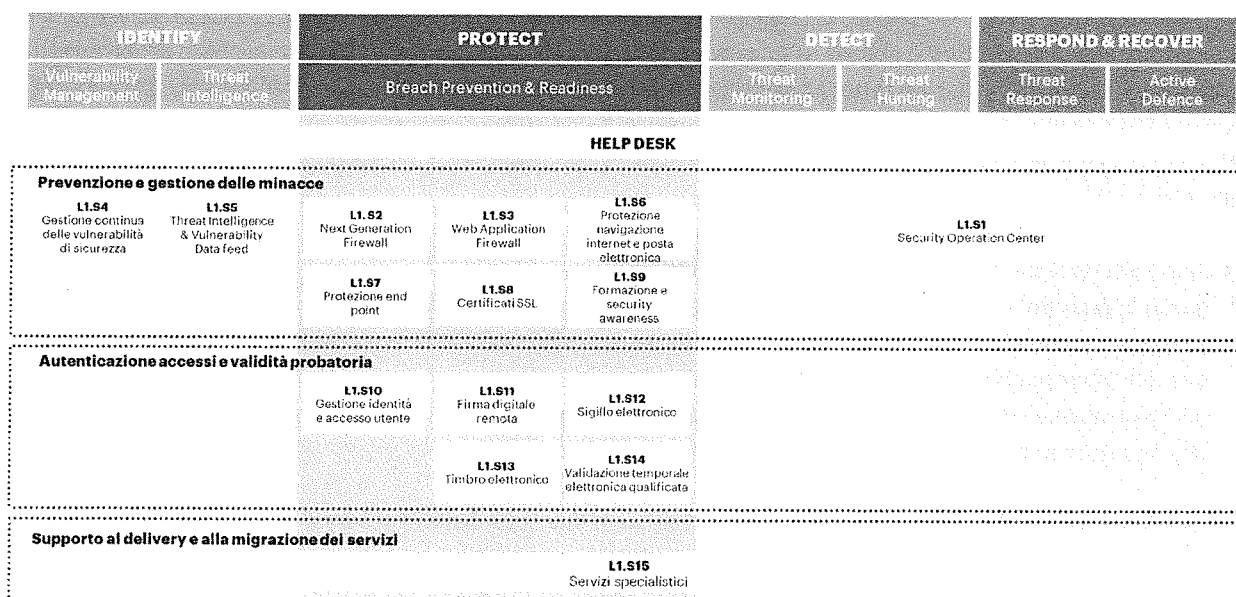 IDENTIFY
PROTECT
DETECT
RESPOND & RECOVER
Vulnerability
Management
Threat
Intelligence
Breach Prevention & Readiness
Threat
Monitoring
Threat
Hunting
Threat
Response
Active
Defence
HELP DESK
Prevenzione e gestione delle minacce
L1.S4
Gestione continua
delle vulnerabilità
di sicurezza
L1.S5
Threat Intelligence
& Vulnerability
Data feed
L1.S2
Next Generation
Firewall
L1.S3
Web Application
Firewall
L1.S6
Protezione
navigazione
internet e posta
elettronica
L1.S1
Security Operation Center
L1.S7
Protezione end
point
L1.S8
Certificati SSL
L1.S9
Formazione e
security
awareness
Autenticazione accessi e validità probatoria
L1.S10
Gestione identità
e accesso utente
L1.S11
Firma digitale
remota
L1.S12
Sigillo elettronico
L1.S13
Timbro elettronico
L1.S14
Validazione temporale
elettronica qualificata
Supporto al delivery e alla migrazione dei servizi
L1.S15
Servizi specialistici